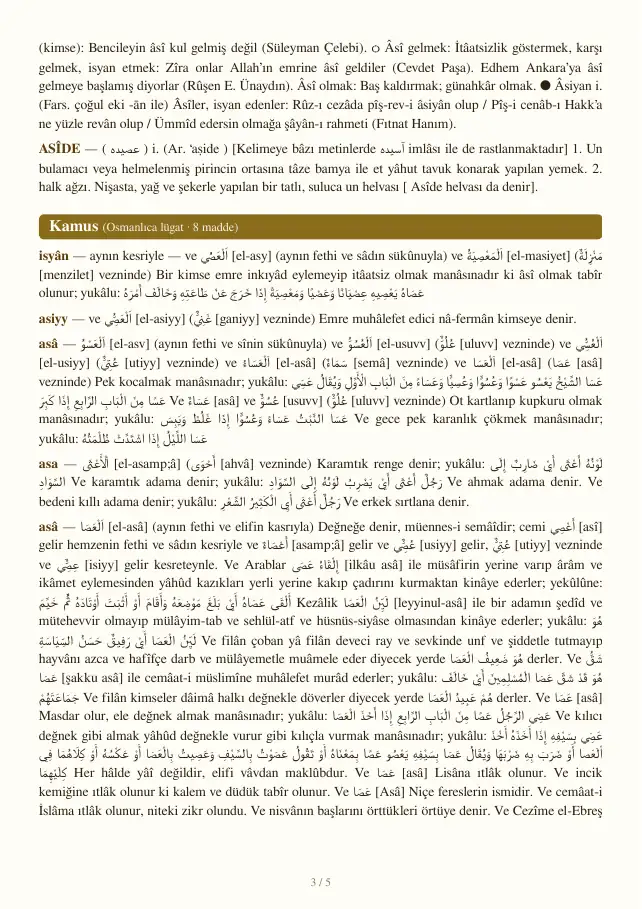 (kimse): Bencileyin âsî kul gelmiş değil (Süleyman Çelebi). ○ Âsî gelmek: İtâatsizlik göstermek, karşı
gelmek, isyan etmek: Zîra onlar Allah’ın emrine âsî geldiler (Cevdet Paşa). Edhem Ankara’ya âsî
gelmeye başlamış diyorlar (Rûşen E. Ünaydın). Âsî olmak: Baş kaldırmak; günahkâr olmak. ● Âsiyan i.
(Fars. çoğul eki -ān ile) Âsîler, isyan edenler: Rûz-ı cezâda pîş-rev-i âsiyân olup / Pîş-i cenâb-ı Hakk’a
ne yüzle revân olup / Ümmîd edersin olmağa şâyân-ı rahmeti (Fıtnat Hanım).
ASÎDE — ( عصيده ) i. (Ar. ‘aṣіde ) [Kelimeye bâzı metinlerde آسيده imlâsı ile de rastlanmaktadır] 1. Un
bulamacı veya helmelenmiş pirincin ortasına tâze bamya ile et yâhut tavuk konarak yapılan yemek. 2.
halk ağzı. Nişasta, yağ ve şekerle yapılan bir tatlı, suluca un helvası [ Asîde helvası da denir].
Kamus (Osmanlıca lügat · 8 madde)
isyân — aynın kesriyle — ve اَلْعَصْيُ [el-asy] (aynın fethi ve sâdın sükûnuyla) ve اَلْمَعْصِيَةُ [el-masiyet] (مَنْزِلَةٌ
[menzilet] vezninde) Bir kimse emre inkıyâd eylemeyip itâatsiz olmak manâsınadır ki âsî olmak tabîr
olunur; yukâlu: عَصَاهُ يَعْصِيهِ عِصْيَانًا وَعَصْيًا وَمَعْصِيَةً إِذَا خَرَجَ عَنْ طَاعَتِهِ وَخَالَفَ أَمْرَهُ
asiyy — ve اَلْعَصِيُّ [el-asiyy] (غَنِيٌّ [ganiyy] vezninde) Emre muhâlefet edici nâ-fermân kimseye denir.
asâ — اَلْعَسْوُ [el-asv] (aynın fethi ve sînin sükûnuyla) ve اَلْعُسُوُّ [el-usuvv] (عُلُوٌّ [uluvv] vezninde) ve اَلْعُسِيُّ
[el-usiyy] (عُتِيٌّ [utiyy] vezninde) ve اَلْعَسَاءُ [el-asâ] (سَمَاءٌ [semâ] vezninde) ve اَلْعَسَا [el-asâ] (عَصًا [asâ]
vezninde) Pek kocalmak manâsınadır; yukâlu: عَسَا الشَّيْخُ يَعْسُو عَسْوًا وَعُسُوًّا وَعُسِيًّا وَعَسَاءً مِنَ الْبَابِ الْأَوَّلِ وَيُقَالُ عَسِيَ
عَسًا مِنَ الْبَابِ الرَّابِعِ إِذَا كَبِرَ Ve عَسَاءٌ [asâ] ve عُسُوٌّ [usuvv] (عُلُوٌّ [uluvv] vezninde) Ot kartlanıp kupkuru olmak
manâsınadır; yukâlu: عَسَا النَّبْتُ عَسَاءً وَعُسُوًّا إِذَا غَلُظَ وَيَبِسَ Ve gece pek karanlık çökmek manâsınadır;
yukâlu: عَسَا اللَّيْلُ إِذَا اشْتَدَّتْ ظُلْمَتُهُ
asa — اَلْأَعْثَى [el-asamp;â] (أَحْوَى [ahvâ] vezninde) Karamtık renge denir; yukâlu: لَوْنُهُ أَعْثَى أَيْ ضَارِبٌ إِلَى
السَّوَادِ Ve karamtık adama denir; yukâlu: رَجُلٌ أَعْثَى أَيْ يَضْرِبُ لَوْنُهُ إِلَى السَّوَادِ Ve ahmak adama denir. Ve
bedeni kıllı adama denir; yukâlu: رَجُلٌ أَعْثَى أَيِ الْكَثِيرُ الشَّعْرِ Ve erkek sırtlana denir.
asâ — اَلْعَصَا [el-asâ] (aynın fethi ve elifin kasrıyla) Değneğe denir, müennes-i semâîdir; cemi أَعْصِي [asî]
gelir hemzenin fethi ve sâdın kesriyle ve أَعْصَاءٌ [asamp;â] gelir ve عُصِيٌّ [usiyy] gelir, عُتِيٌّ [utiyy] vezninde
ve عِصِيٌّ [isiyy] gelir kesreteynle. Ve Arablar إِلْقَاءُ عَصَى [ilkâu asâ] ile müsâfirin yerine varıp ârâm ve
ikâmet eylemesinden yâhûd kazıkları yerli yerine kakıp çadırını kurmaktan kinâye ederler; yekûlûne:
أَلْقَى عَصَاهُ أَيْ بَلَغَ مَوْضِعَهُ وَأَقَامَ أَوْ أَثْبَتَ أَوْتَادَهُ ثُمَّ خَيَّمَ Kezâlik لَيِّنُ الْعَصَا [leyyinul-asâ] ile bir adamın şedîd ve
mütehevvir olmayıp mülâyim-tab ve sehlül-atf ve hüsnüs-siyâse olmasından kinâye ederler; yukâlu: هُوَ
لَيِّنُ الْعَصَا أَيْ رَفِيقٌ حَسَنُ السِّيَاسَةِ Ve filân çoban yâ filân deveci ray ve sevkinde unf ve şiddetle tutmayıp
hayvânı azca ve hafîfçe darb ve mülâyemetle muâmele eder diyecek yerde هُوَ ضَعِيفُ الْعَصَا derler. Ve شَقُّ
عَصَا [şakku asâ] ile cemâat-i müslimîne muhâlefet murâd ederler; yukâlu: هُوَ قَدْ شَقَّ عَصَا الْمُسْلِمِينَ أَيْ خَالَفَ
جَمَاعَتَهُمْ Ve filân kimseler dâimâ halkı değnekle döverler diyecek yerde هُمْ عَبِيدُ الْعَصَا derler. Ve عَصًا [asâ]
Masdar olur, ele değnek almak manâsınadır; yukâlu: عَصِيَ الرَّجُلُ عَصًا مِنَ الْبَابِ الرَّابِعِ إِذَا أَخَذَ الْعَصَا Ve kılıcı
değnek gibi almak yâhûd değnekle vurur gibi kılıçla vurmak manâsınadır; yukâlu: عَصِيَ بِسَيْفِهِ إِذَا أَخَذَهُ أَخْذَ
الْعَصَا أَوْ ضَرَبَ بِهِ ضَرْبَهَا وَيُقَالُ عَصَا بِسَيْفِهِ يَعْصُو عَصًا بِمَعْنَاهُ أَوْ تَقُولُ عَصَوْتُ بِالسَّيْفِ وَعَصِيتُ بِالْعَصَا أَوْ عَكْسُهُ أَوْ كِلَاهُمَا فِي
كِلَيْهِمَا Her hâlde yâî değildir, elifi vâvdan maklûbdur. Ve عَصَا [asâ] Lisâna ıtlâk olunur. Ve incik
kemiğine ıtlâk olunur ki kalem ve düdük tabîr olunur. Ve عَصَا [Asâ] Niçe fereslerin ismidir. Ve cemâat-i
İslâma ıtlâk olunur, niteki zikr olundu. Ve nisvânın başlarını örttükleri örtüye denir. Ve Cezîme el-Ebreş
3 / 5